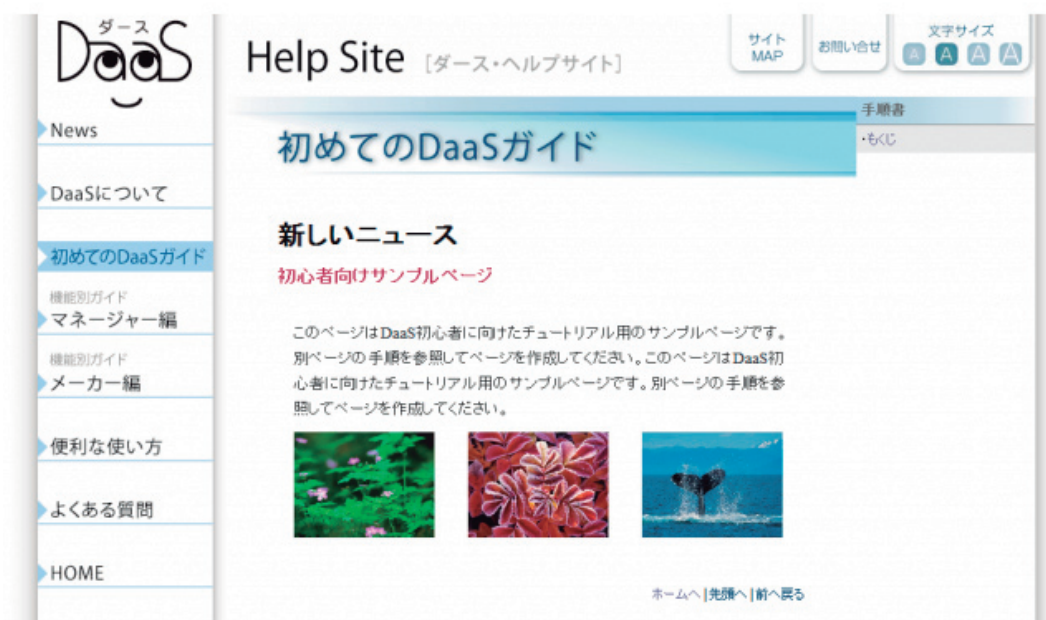 ダース
DaaS
Help Site [ダース・ヘルプサイト]
サイト
MAP
お問い合せ
文字サイズ
A A A A
News
DaaSについて
初めてのDaaSガイド
機能別ガイド
マネージャー編
機能別ガイド
メーカー編
便利な使い方
よくある質問
HOME
初めてのDaaSガイド
手順書
・もくじ
新しいニュース
初心者向けサンプルページ
このページはDaaS初心者に向けたチュートリアル用のサンプルページです。
別ページの手順を参照してページを作成してください。このページはDaaS初
心者に向けたチュートリアル用のサンプルページです。別ページの手順を参
照してページを作成してください。
ホームへ|先頭へ|前へ戻る